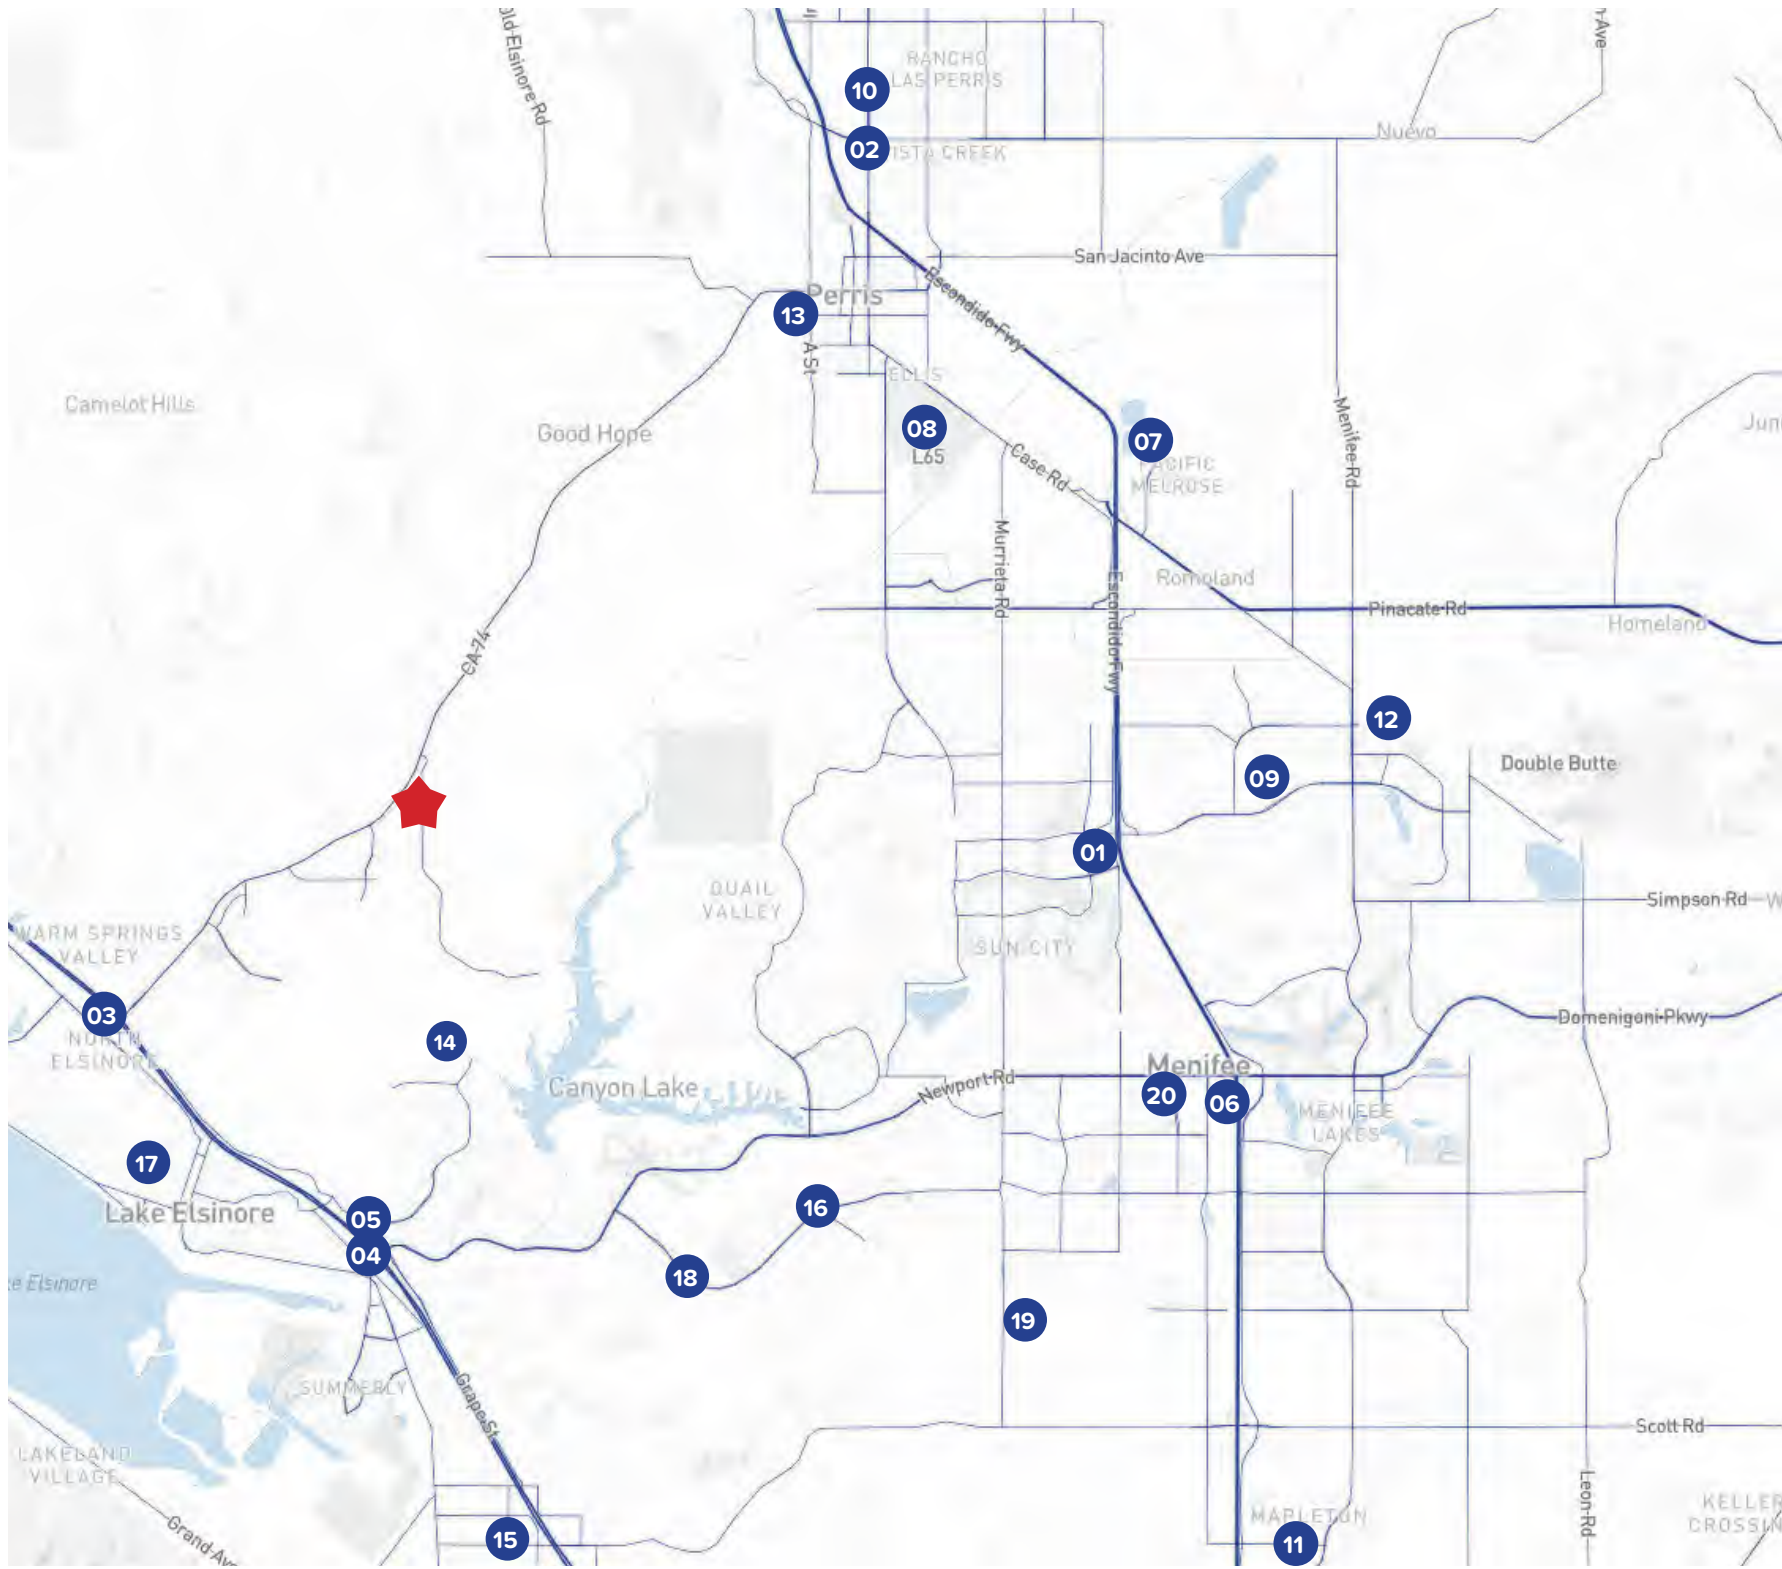 Old Elsinore Rd
RANCHO
LAS PERRIS
10
02
Nuevo
San Jacinto Ave
Escondido Fwy
Perris
13
A St
ELLIS
Camelot Hills
Good Hope
08
L65
07
PACIFIC
MELROSE
Case Rd
Menifee Rd
Murrieta Rd
Escondido Fwy
Romoland
Pinacate Rd
Homeland
CA-74
12
09
Double Butte
01
QUAIL
VALLEY
SUN CITY
Simpson Rd
WARM SPRINGS
VALLEY
03
NORTH
ELSINORE
14
Canyon Lake
Newport Rd
Domenigoni Pkwy
Menifee
20
06
MENIFEE
LAKES
17
Lake Elsinore
05
04
16
18
19
SUMMERLY
Grape St
LAKELAND
VILLAGE
Grand Ave
15
Scott Rd
Leon Rd
MAPLETON
11